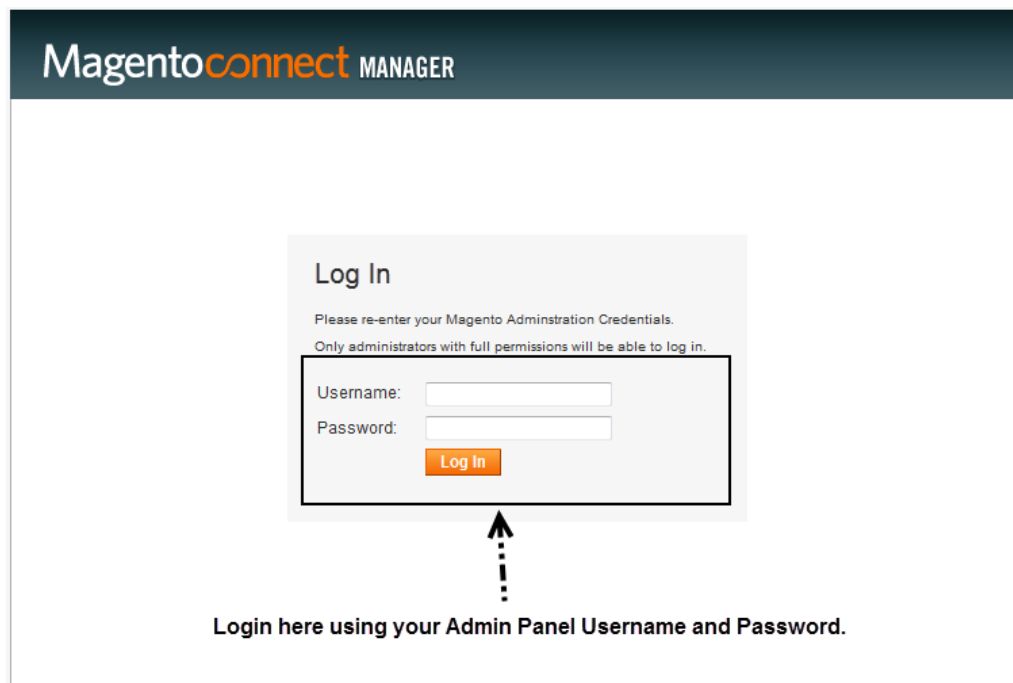 Magentoconnect MANAGER
Log In
Please re-enter your Magento Adminstration Credentials.
Only administrators with full permissions will be able to log in.
Username:
Password:
Log In
Login here using your Admin Panel Username and Password.